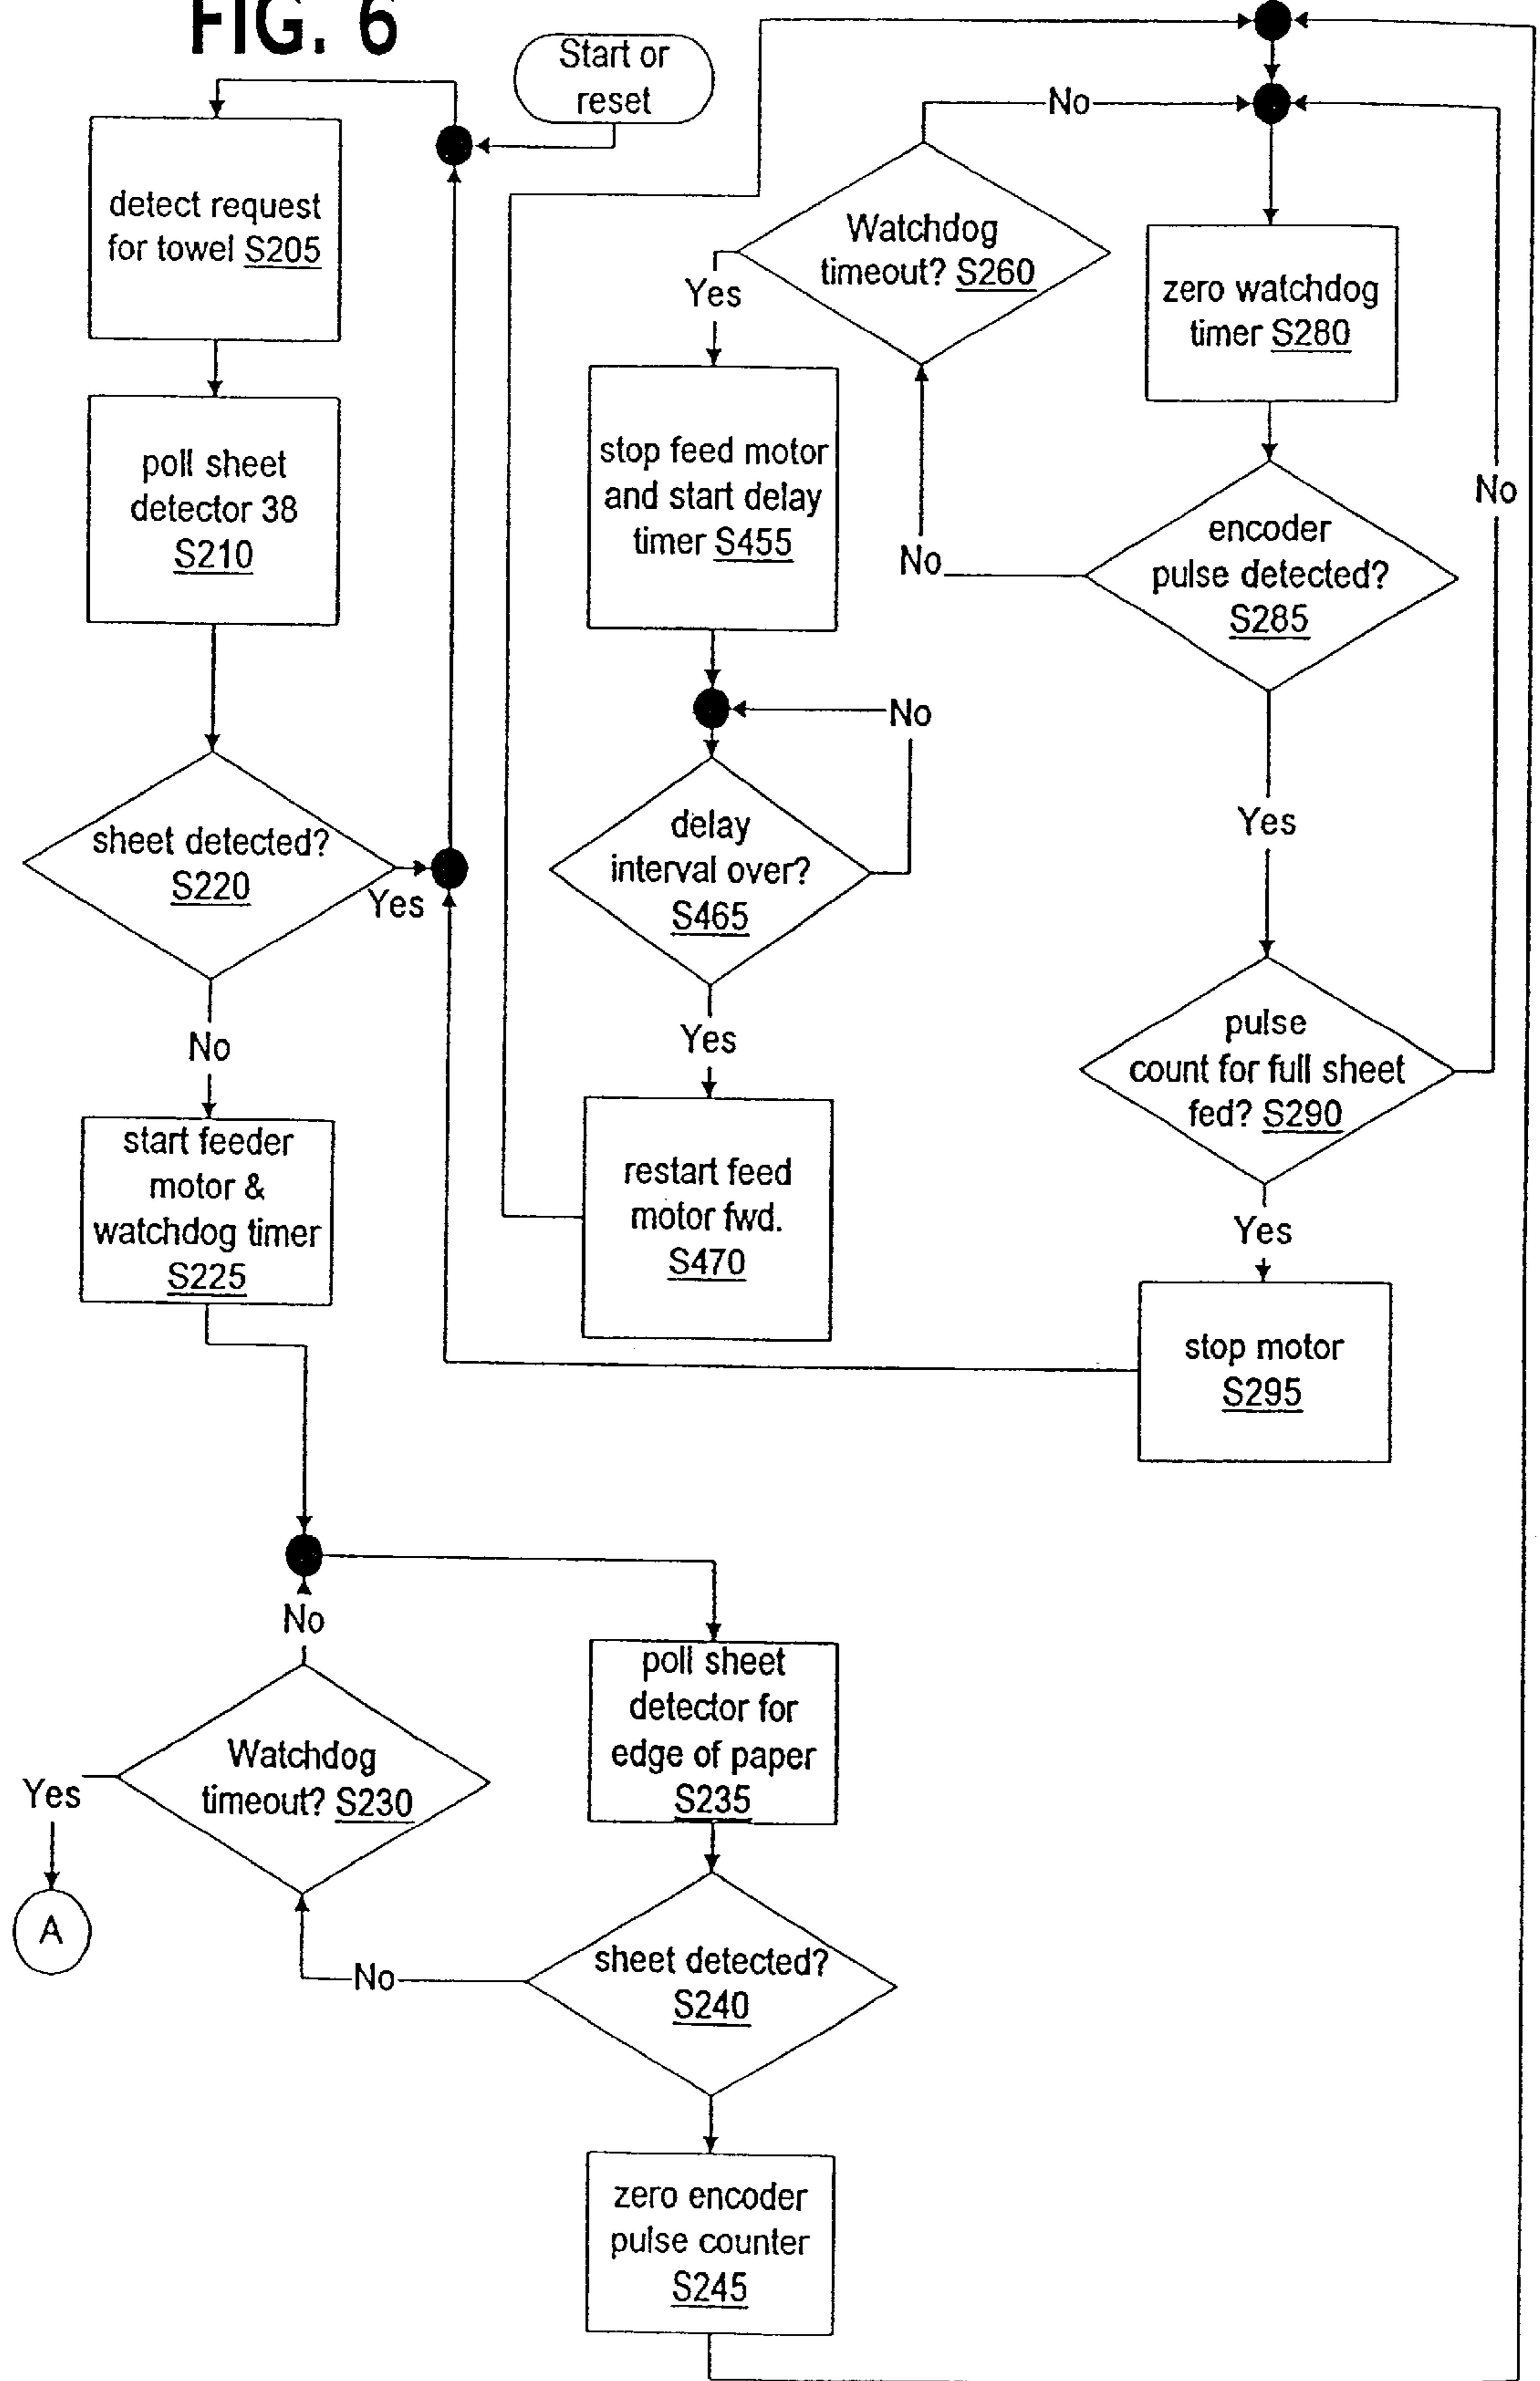 FIG. 6
Start or
reset
detect request
for towel S205
poll sheet
detector 38
S210
sheet detected?
S220
Yes
No
start feeder
motor &
watchdog timer
S225
No
Watchdog
timeout? S230
Yes
A
poll sheet
detector for
edge of paper
S235
sheet detected?
S240
No
zero encoder
pulse counter
S245
No
Watchdog
timeout? S260
Yes
stop feed motor
and start delay
timer S455
No
delay
interval over?
S465
Yes
restart feed
motor fwd.
S470
zero watchdog
timer S280
encoder
pulse detected?
S285
No
Yes
No
pulse
count for full sheet
fed? S290
Yes
stop motor
S295